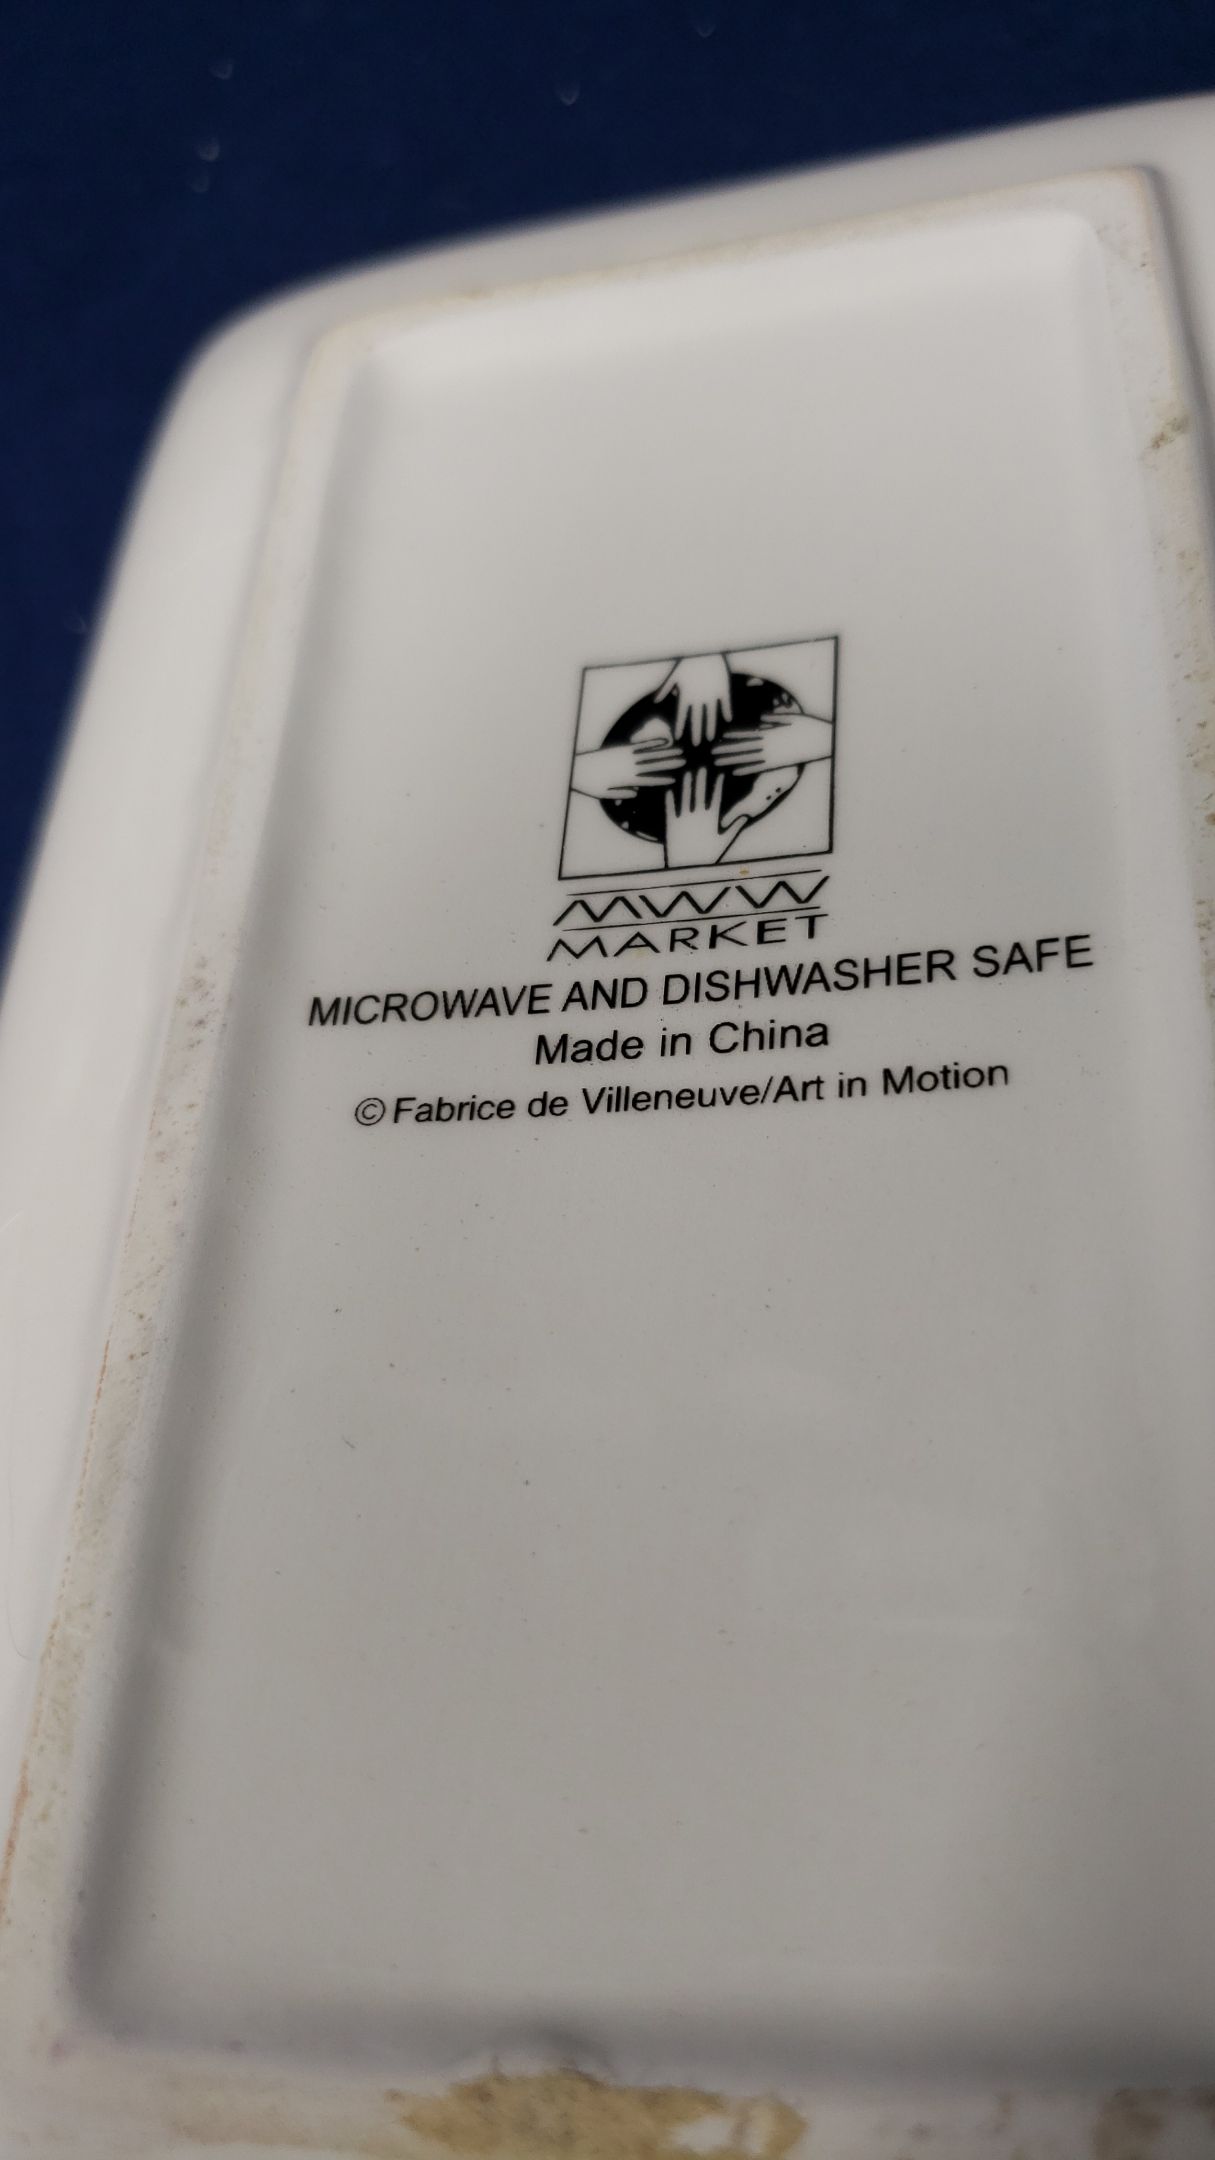 MWW
MARKET
MICROWAVE AND DISHWASHER SAFE
Made in China
©Fabrice de Villeneuve/Art in Motion